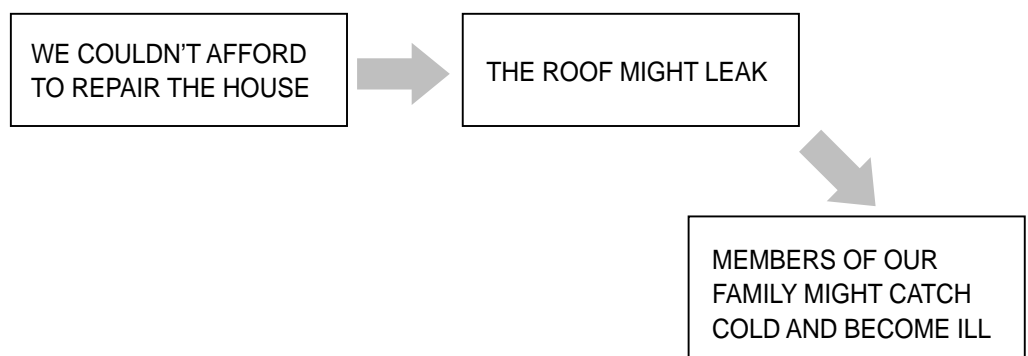 WE COULDN’T AFFORD
TO REPAIR THE HOUSE
THE ROOF MIGHT LEAK
MEMBERS OF OUR
FAMILY MIGHT CATCH
COLD AND BECOME ILL